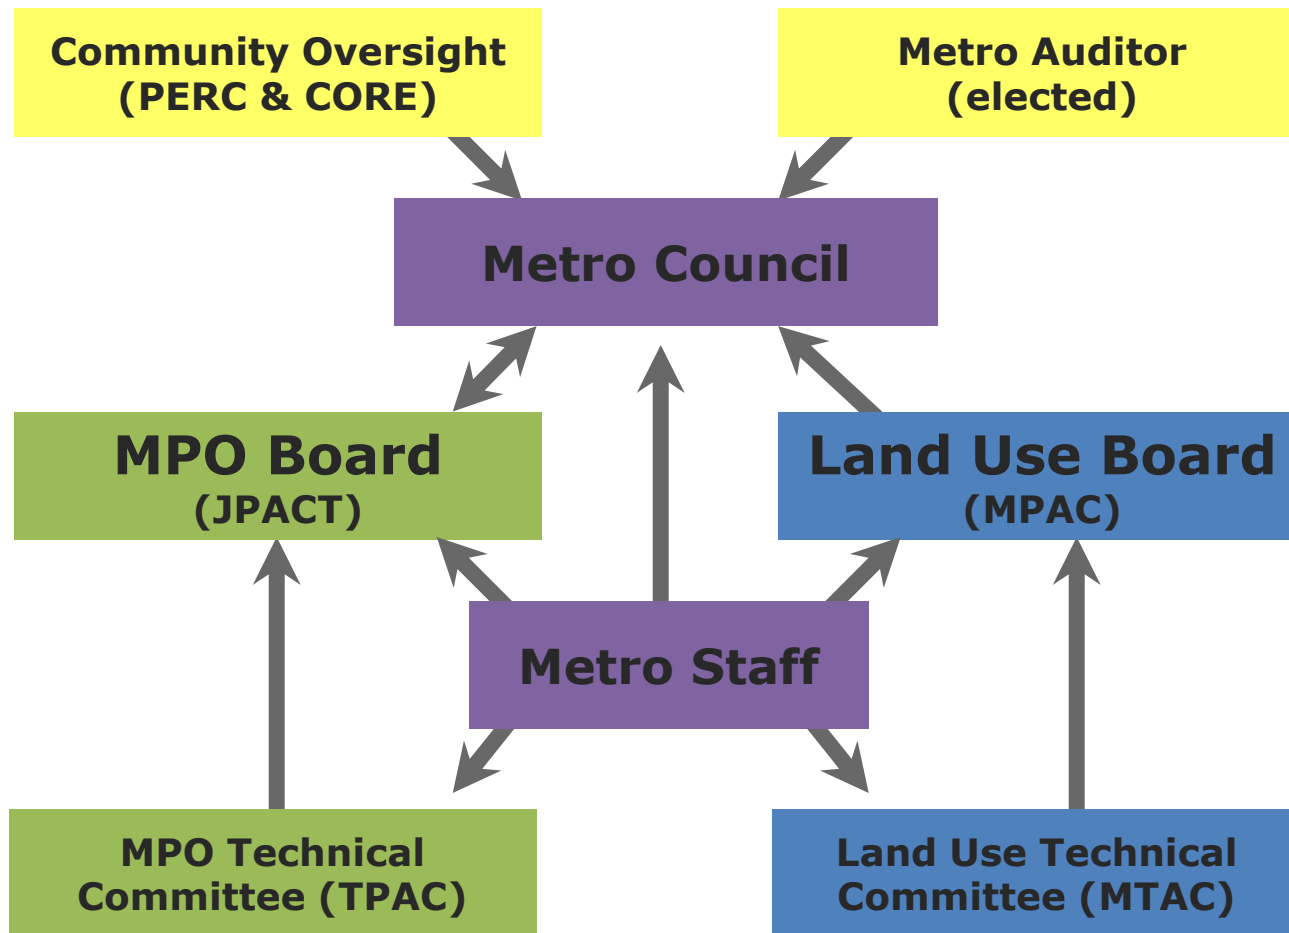 Community Oversight
(PERC & CORE)
Metro Auditor
(elected)
Metro Council
MPO Board
(JPACT)
Land Use Board
(MPAC)
Metro Staff
MPO Technical
Committee (TPAC)
Land Use Technical
Committee (MTAC)